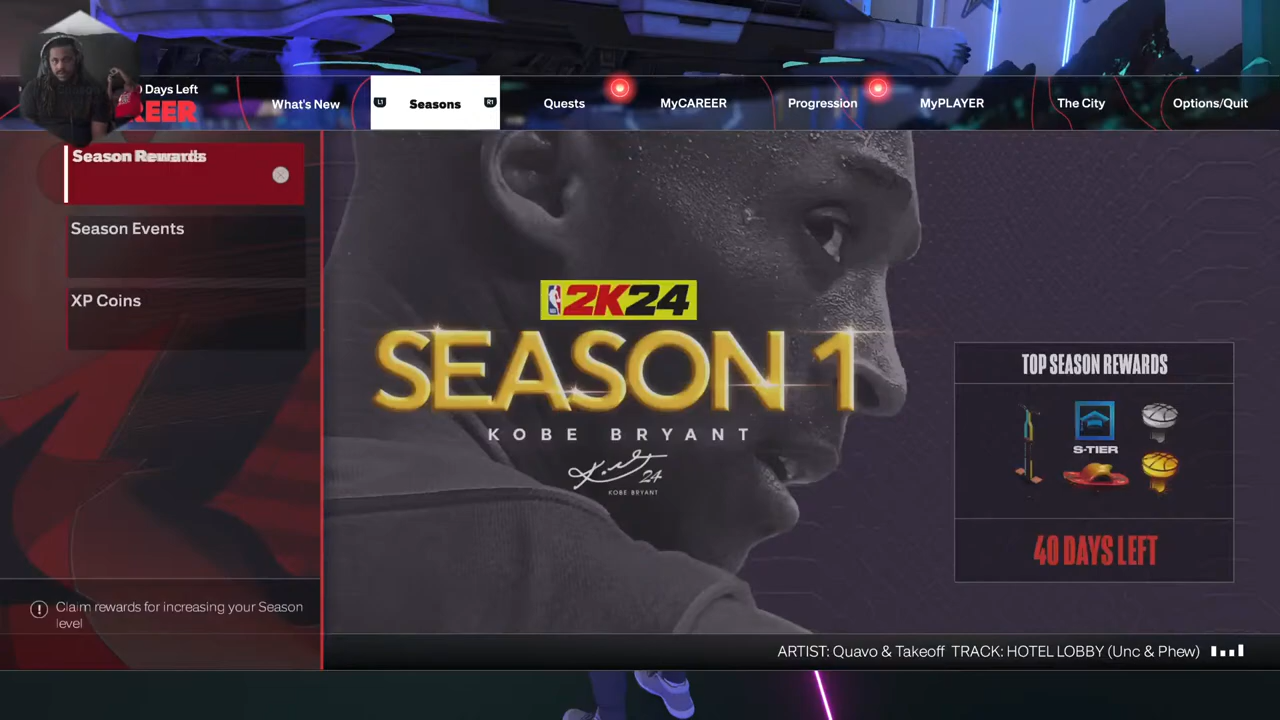 Days Left
EER
What's New
L1
Seasons
R1
Quests
MyCAREER
Progression
MyPLAYER
The City
Options/Quit
Season Rewards
Season Events
XP Coins
2K24
SEASON 1
KOBE BRYANT
24
KOBE BRYANT
TOP SEASON REWARDS
S-TIER
40 DAYS LEFT
Claim rewards for increasing your Season
level
ARTIST: Quavo & Takeoff TRACK: HOTEL LOBBY (Unc & Phew)